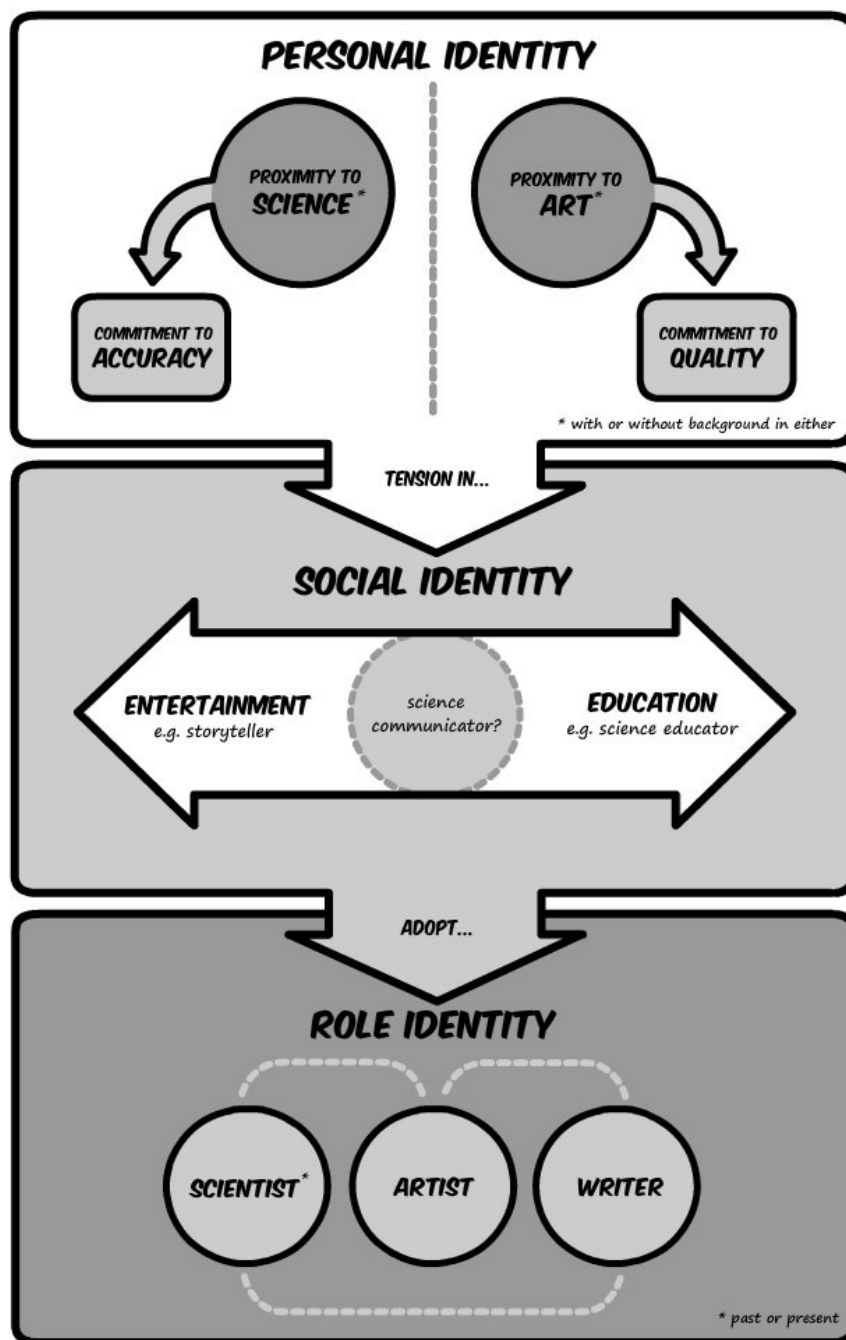 PERSONAL IDENTITY
PROXIMITY TO
SCIENCE*
PROXIMITY TO
ART*
COMMITMENT TO
ACCURACY
COMMITMENT TO
QUALITY
* with or without background in either
TENSION IN...
SOCIAL IDENTITY
ENTERTAINMENT
e.g. storyteller
science
communicator?
EDUCATION
e.g. science educator
ADOPT...
ROLE IDENTITY
SCIENTIST*
ARTIST
WRITER
* past or present